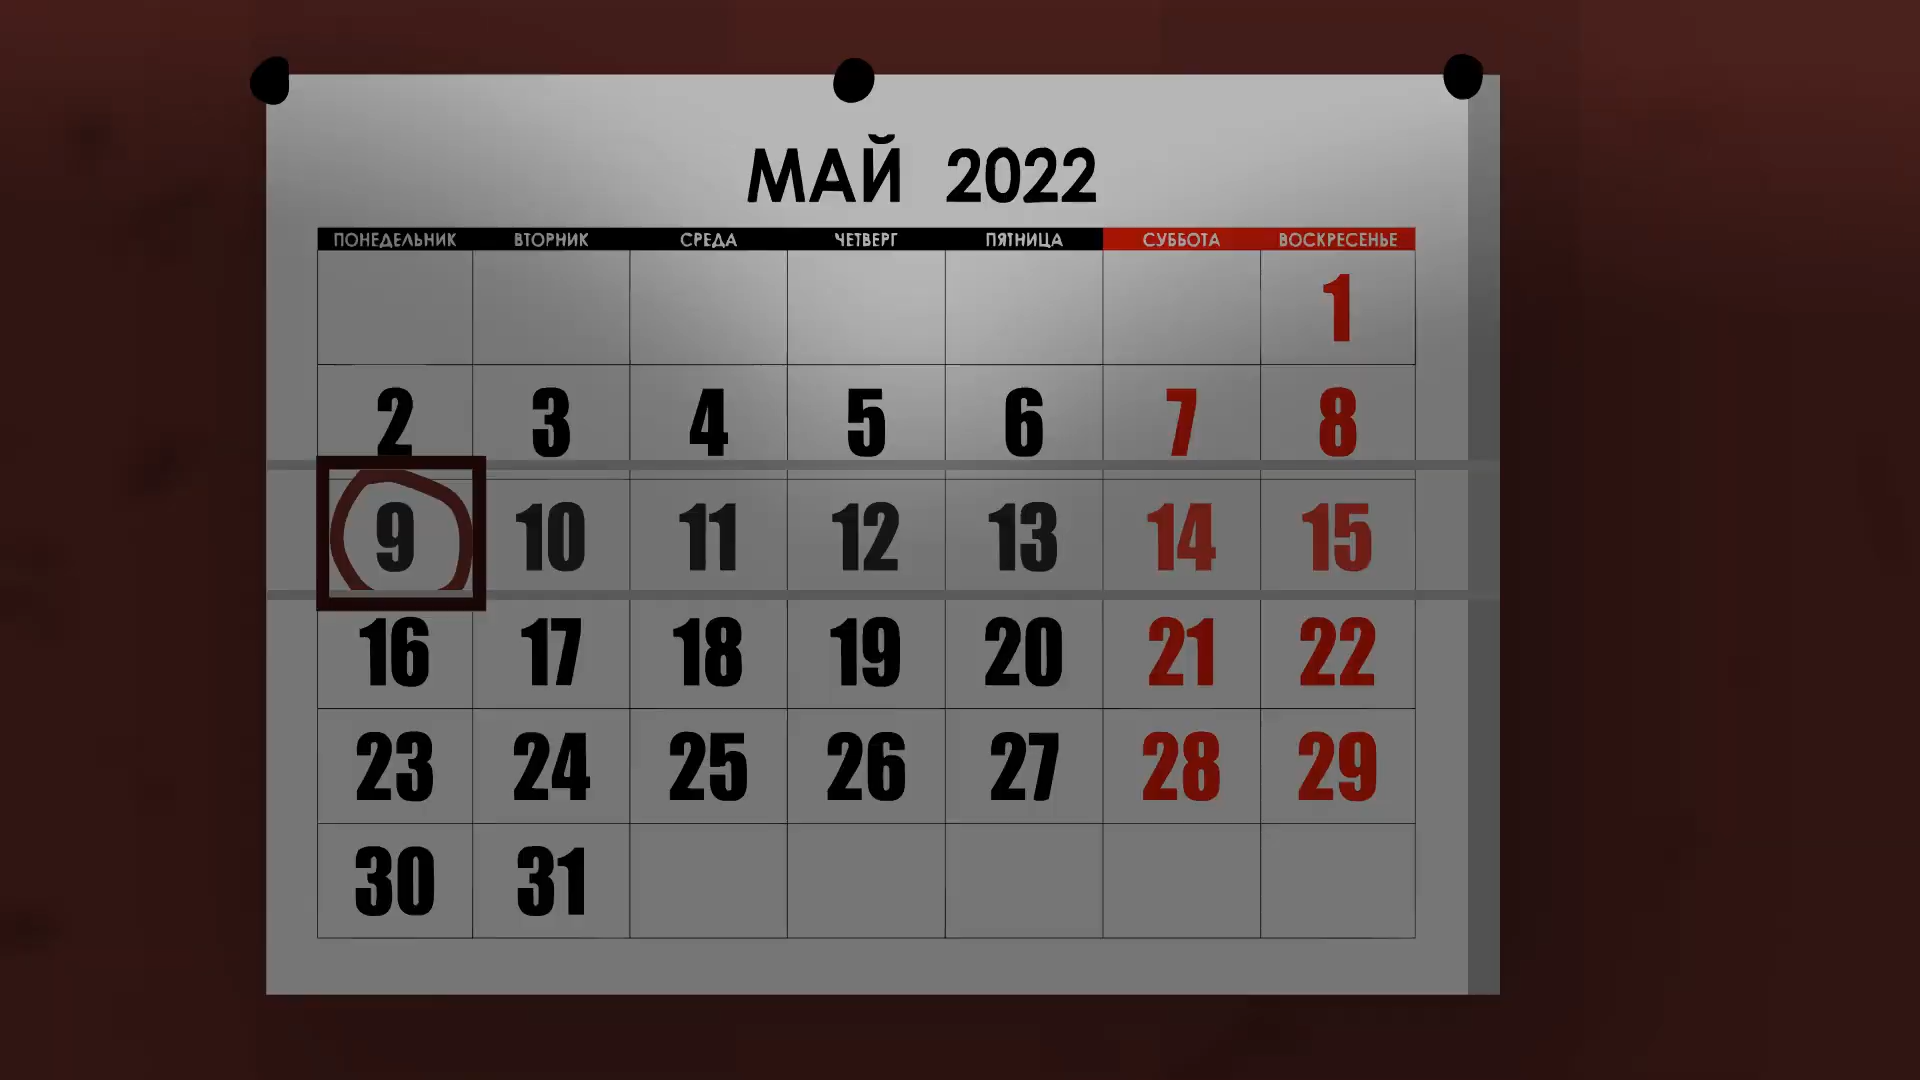 МАЙ 2022
ПОНЕДЕЛЬНИК ВТОРНИК СРЕДА ЧЕТВЕРГ ПЯТНИЦА СУББОТА ВОСКРЕСЕНЬЕ
1
2 3 4 5 6 7 8
9 10 11 12 13 14 15
16 17 18 19 20 21 22
23 24 25 26 27 28 29
30 31